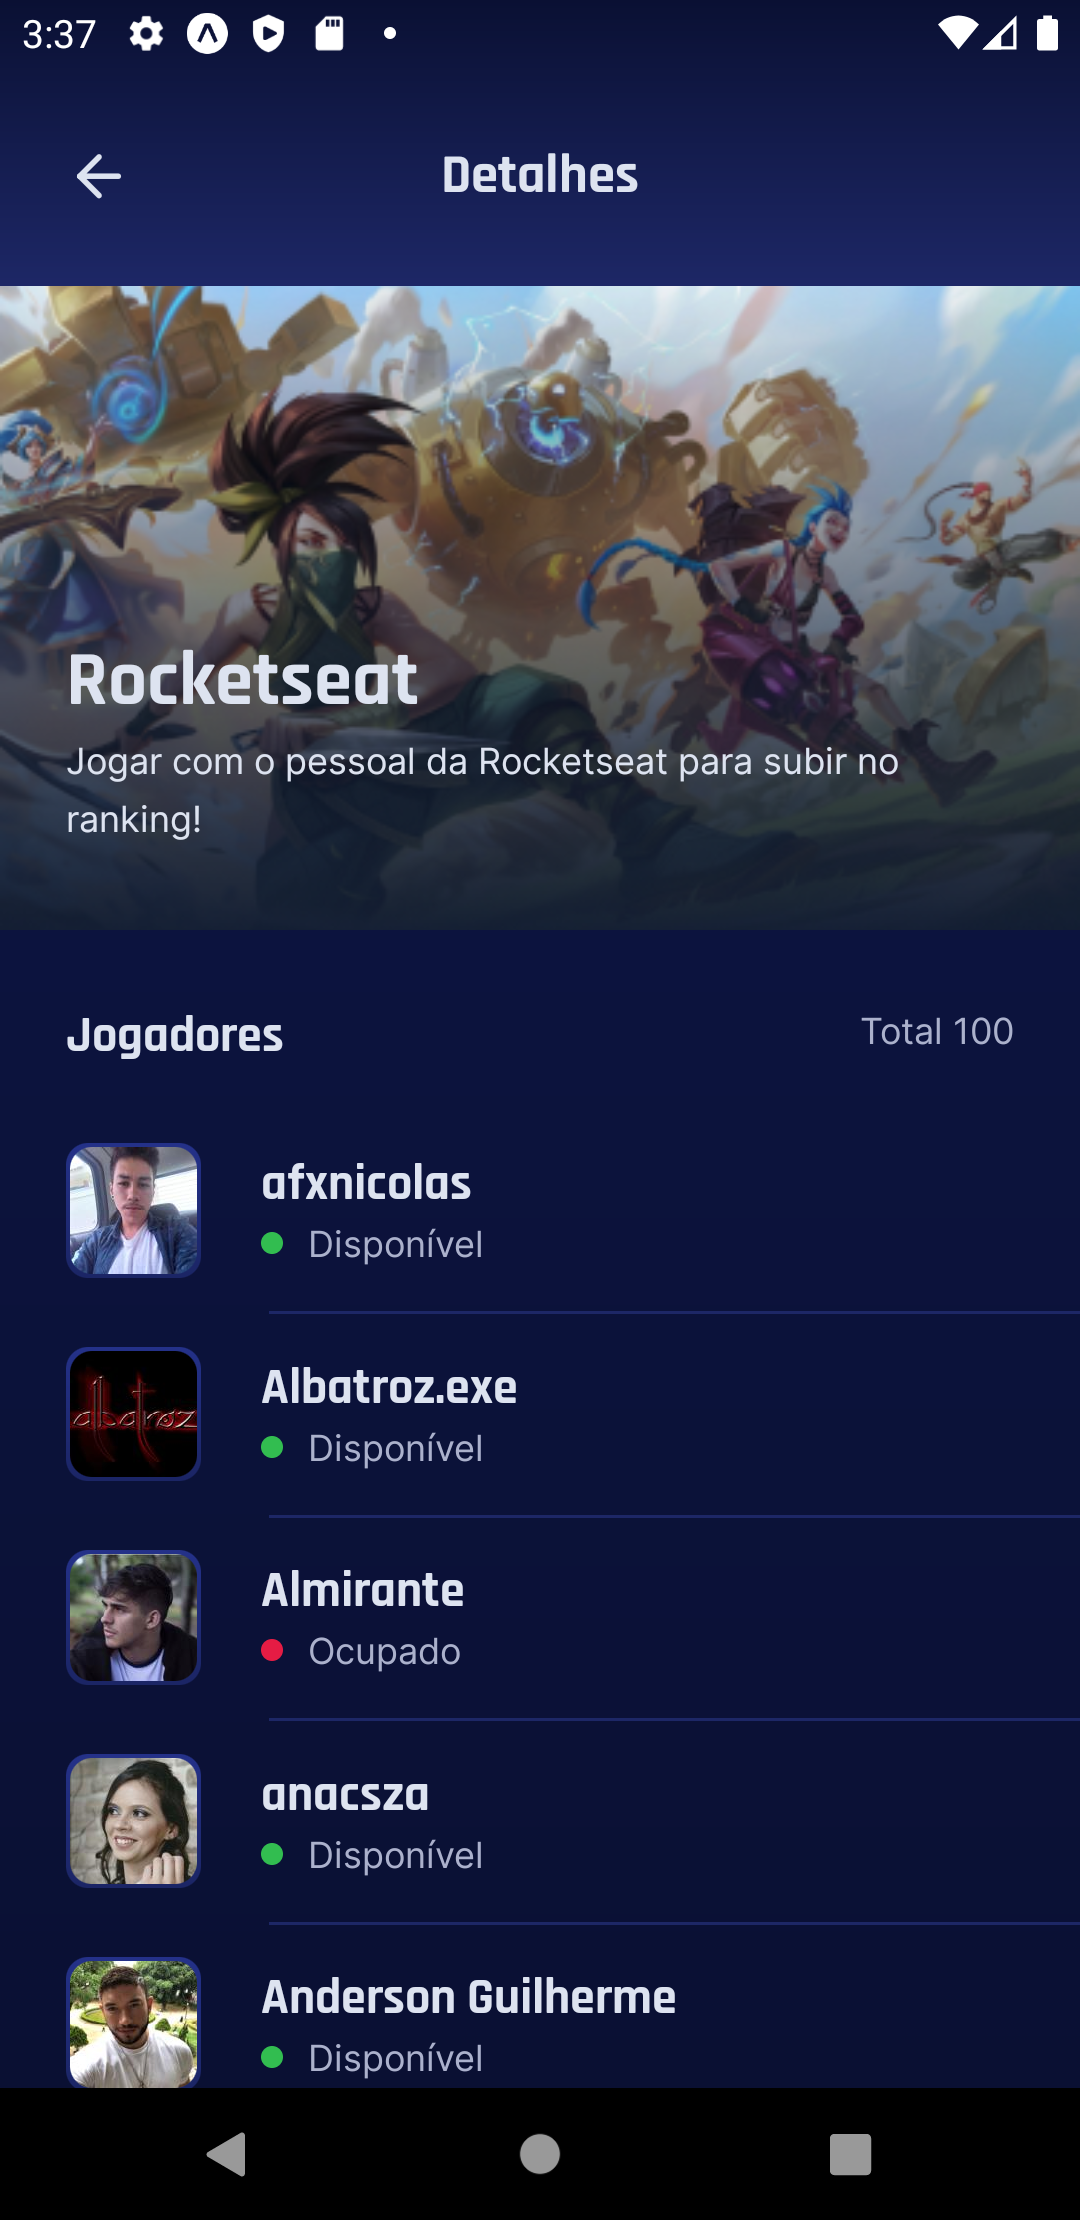 3:37
Detalhes
Rocketseat
Jogar com o pessoal da Rocketseat para subir no
ranking!
Jogadores
Total 100
afxnicolas
Disponível
albatroz
Albatroz.exe
Disponível
Almirante
Ocupado
anacsza
Disponível
Anderson Guilherme
Disponível